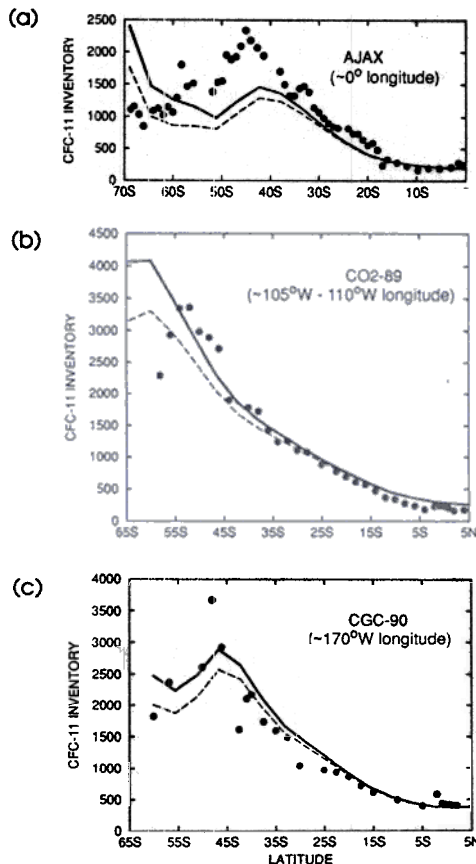 (a)
2500
2000
1500
1000
500
0
CFC-11 INVENTORY
AJAX
(~0° longitude)
70S 60S 50S 40S 30S 20S 10S
(b)
4500
4000
3500
3000
2500
2000
1500
1000
500
0
CFC-11 INVENTORY
CO2-89
(~105°W - 110°W longitude)
65S 55S 45S 35S 25S 15S 5S 5N
(c)
4000
3500
3000
2500
2000
1500
1000
500
0
CFC-11 INVENTORY
CGC-90
(~170°W longitude)
65S 55S 45S 35S 25S 15S 5S 5N
LATITUDE